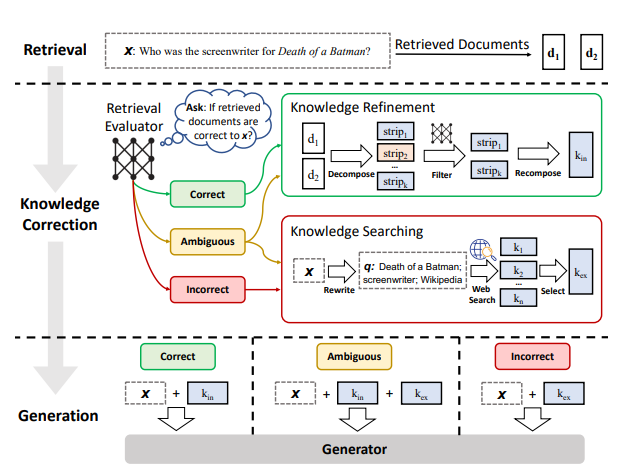 Retrieval
x: Who was the screenwriter for Death of a Batman?
Retrieved Documents
d1
d2
Knowledge
Correction
Retrieval
Evaluator
Ask: If retrieved
documents are
correct to x?
Correct
Ambiguous
Incorrect
Knowledge Refinement
d1
d2
Decompose
strip1
strip2
...
stripk
Filter
strip1
stripk
Recompose
kin
Knowledge Searching
x
Rewrite
q: Death of a Batman;
screenwriter; Wikipedia
Web
Search
k1
k2
...
kn
Select
kex
Generation
Correct
x + kin
Ambiguous
x + kin + kex
Incorrect
x + kex
Generator